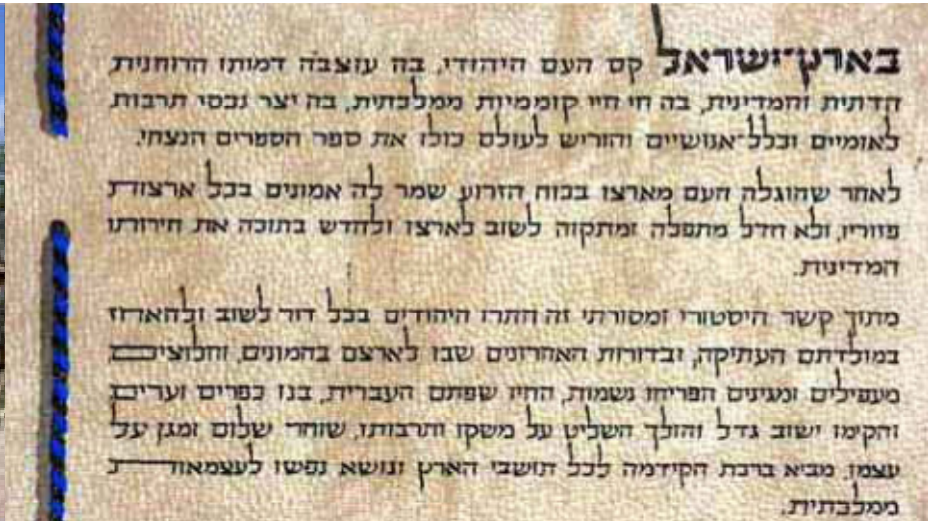 בארץ־ישראל קם העם היהודי, בה עוצבה דמותו הרוחנית,
הדתית והמדינית, בה חי חיי קוממיות ממלכתית, בה יצר נכסי תרבות
לאומיים וכלל־אנושיים והוריש לעולם כולו את ספר הספרים הנצחי.
לאחר שהוגלה העם מארצו בכוח הזרוע שמר לה אמונים בכל ארצות
פזוריו, ולא חדל מתפלה ומתקוה לשוב לארצו ולחדש בתוכה את חירותו
המדינית.
מתוך קשר היסטורי ומסורתי זה חתרו היהודים בכל דור לשוב ולהאחז
במולדתם העתיקה, ובדורות האחרונים שבו לארצם בהמונים, וחלוצים,
מעפילים ומגינים הפריחו נשמות, החיו שפתם העברית, בנו כפרים וערים,
והקימו ישוב גדל והולך השליט על משקו ותרבותו, שוחר שלום ומגן על
עצמו, מביא ברכת הקידמה לכל תושבי הארץ ונושא נפשו לעצמאות
ממלכתית.